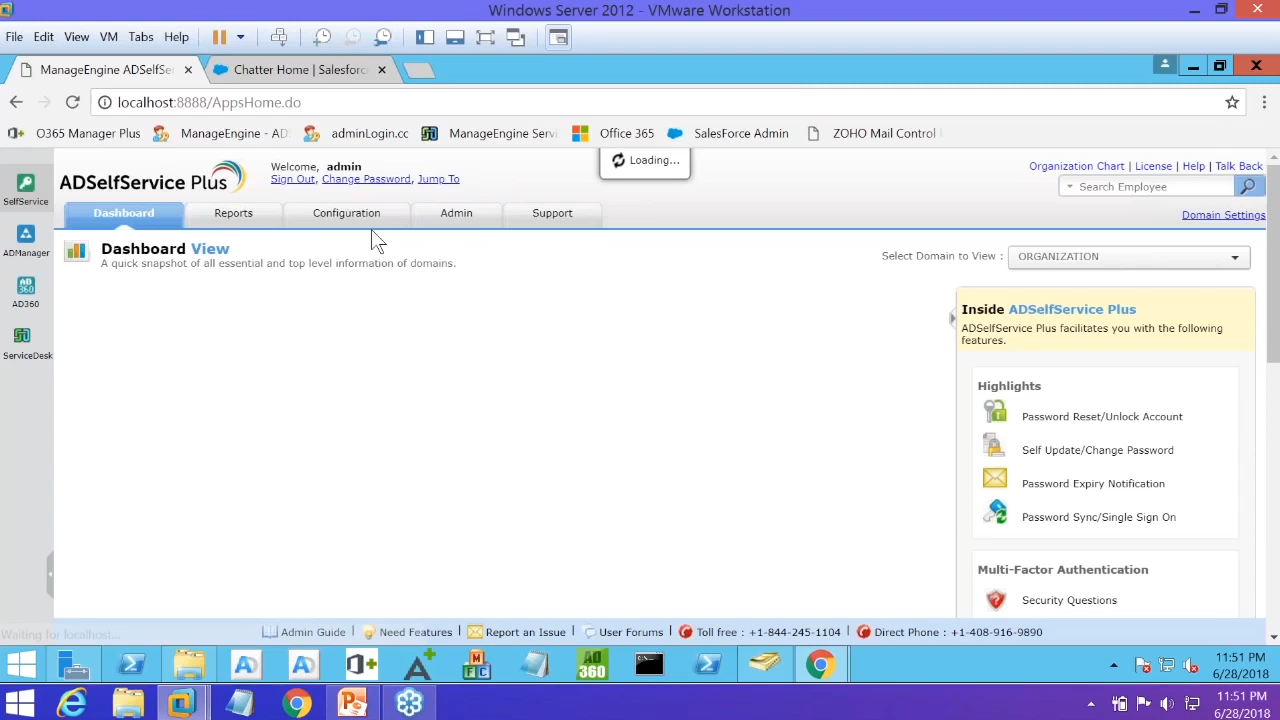 Windows Server 2012 - VMware Workstation
File Edit View VM Tabs Help
ManageEngine ADSelfSe
Chatter Home | Salesforc
localhost:8888/AppsHome.do
O365 Manager Plus ManageEngine - AD adminLogin.cc ManageEngine Servi Office 365 SalesForce Admin ZOHO Mail Control
SelfService
ADManager
AD360
ServiceDesk
ADSelfService Plus
Welcome, admin
Sign Out, Change Password, Jump To
Loading...
Organization Chart | License | Help | Talk Back
Search Employee
Dashboard Reports Configuration Admin Support
Domain Settings
Dashboard View
A quick snapshot of all essential and top level information of domains.
Select Domain to View : ORGANIZATION
Inside ADSelfService Plus
ADSelfService Plus facilitates you with the following
features.
Highlights
Password Reset/Unlock Account
Self Update/Change Password
Password Expiry Notification
Password Sync/Single Sign On
Multi-Factor Authentication
Security Questions
Waiting for localhost...
Admin Guide | Need Features | Report an Issue | User Forums | Toll free : +1-844-245-1104 | Direct Phone : +1-408-916-9890
AD
360
11:51 PM
6/28/2018
11:51 PM
6/28/2018